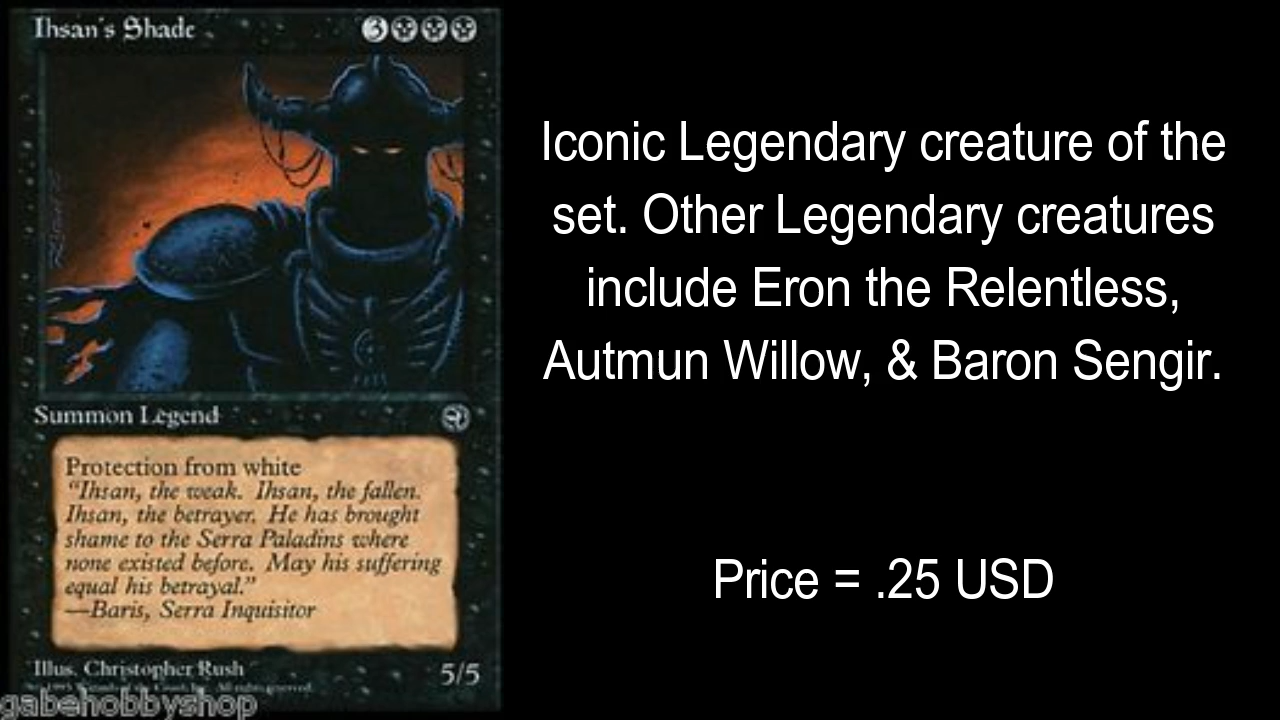 Ihsan's Shade
3
Summon Legend
Protection from white
"Ihsan, the weak. Ihsan, the fallen.
Ihsan, the betrayer. He has brought
shame to the Serra Paladins where
none existed before. May his suffering
equal his betrayal."
—Baris, Serra Inquisitor
Illus. Christopher Rush
5/5
All rights reserved.
gabehobbyshop
Iconic Legendary creature of the
set. Other Legendary creatures
include Eron the Relentless,
Autmun Willow, & Baron Sengir.
Price = .25 USD